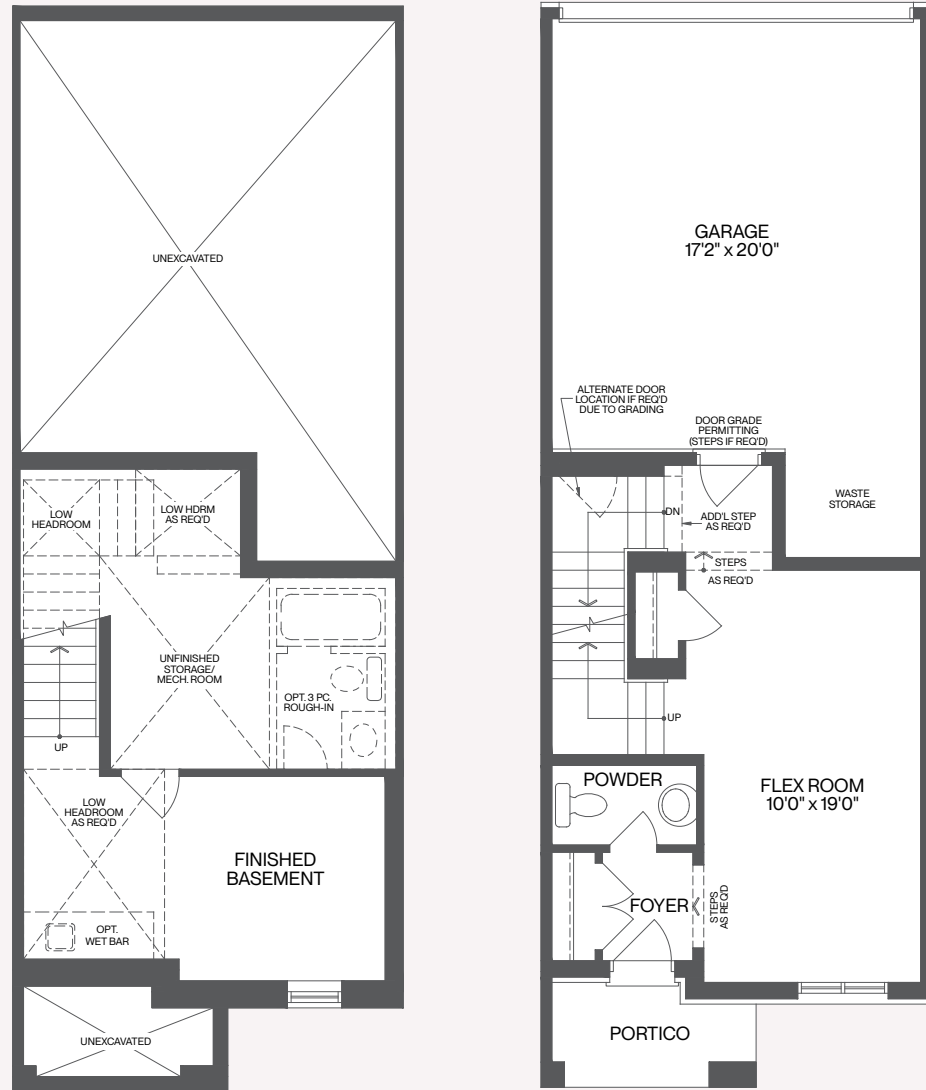 UNEXCAVATED
LOW
HEADROOM
LOW HDRM
AS REQ'D
UNFINISHED
STORAGE/
MECH. ROOM
OPT. 3 PC.
ROUGH-IN
UP
LOW
HEADROOM
AS REQ'D
FINISHED
BASEMENT
OPT.
WET BAR
UNEXCAVATED
GARAGE
17'2" x 20'0"
ALTERNATE DOOR
LOCATION IF REQ'D
DUE TO GRADING
DOOR GRADE
PERMITTING
(STEPS IF REQ'D)
WASTE
STORAGE
DN
ADD'L STEP
AS REQ'D
STEPS
AS REQ'D
UP
POWDER
FLEX ROOM
10'0" x 19'0"
FOYER
STEPS
AS REQ'D
PORTICO